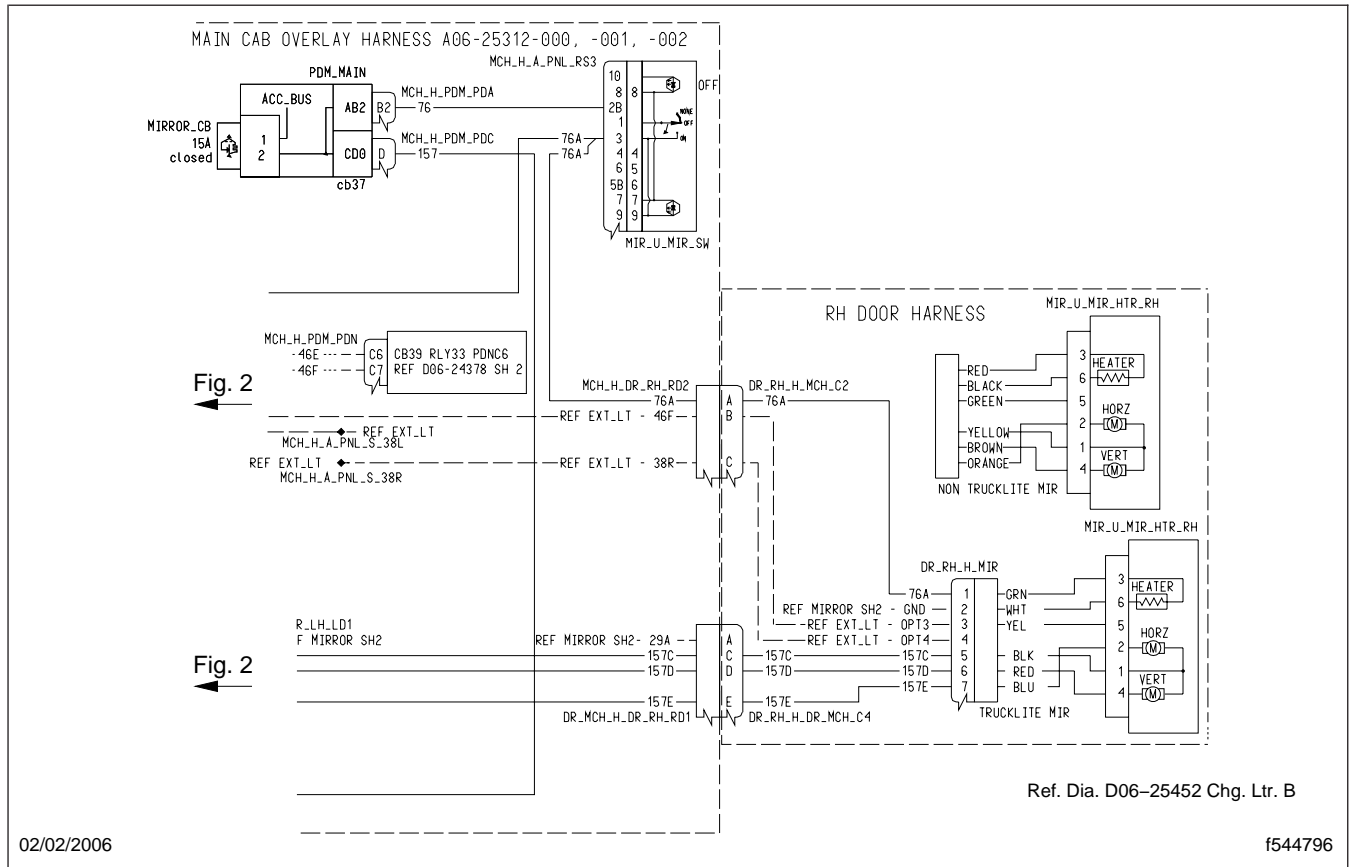 MAIN CAB OVERLAY HARNESS A06-25312-000, -001, -002
MCH_H_A_PNL_RS3
PDM_MAIN
ACC_BUS
MIRROR_CB
15A
closed
1
2
AB2
B2
MCH_H_PDM_PDA
76
CD0
D
MCH_H_PDM_PDC
157
cb37
76A
76A
10
8
8
OFF
2B
1
NONE
OFF
ON
3
4
4
6
5
5B
6
7
7
9
9
MIR_U_MIR_SW
MCH_H_PDM_PDN
46E
C6
CB39 RLY33 PDNC6
46F
C7
REF D06-24378 SH 2
Fig. 2
REF EXT_LT
MCH_H_A_PNL_S_38L
REF EXT_LT
MCH_H_A_PNL_S_38R
MCH_H_DR_RH_RD2
DR_RH_H_MCH_C2
76A
A
76A
REF EXT_LT - 46F
B
REF EXT_LT - 38R
C
RH DOOR HARNESS
MIR_U_MIR_HTR_RH
RED
3
HEATER
BLACK
6
GREEN
5
HORZ
2
YELLOW
1
BROWN
VERT
ORANGE
4
NON TRUCKLITE MIR
MIR_U_MIR_HTR_RH
DR_RH_H_MIR
76A
1
GRN
3
HEATER
REF MIRROR SH2 - GND
2
WHT
6
REF EXT_LT - OPT3
3
YEL
5
REF EXT_LT - OPT4
4
HORZ
2
157C
5
BLK
1
157D
6
RED
VERT
157E
7
BLU
4
TRUCKLITE MIR
R_LH_LD1
F MIRROR SH2
REF MIRROR SH2- 29A
A
157C
C
157C
157D
D
157D
157E
E
157E
DR_MCH_H_DR_RH_RD1
DR_RH_H_DR_MCH_C4
Fig. 2
Ref. Dia. D06–25452 Chg. Ltr. B
02/02/2006
f544796